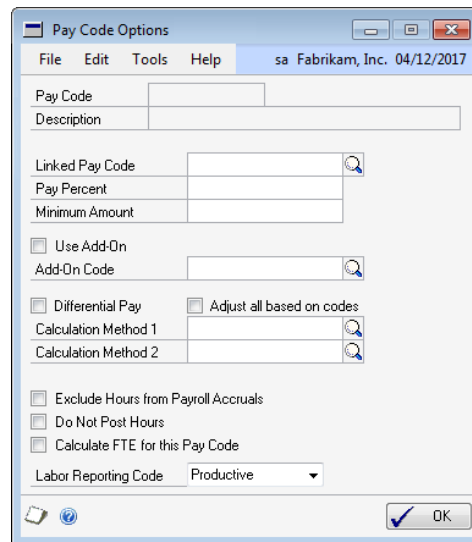 Pay Code Options
File Edit Tools Help sa Fabrikam, Inc. 04/12/2017
Pay Code
Description
Linked Pay Code
Pay Percent
Minimum Amount
Use Add-On
Add-On Code
Differential Pay Adjust all based on codes
Calculation Method 1
Calculation Method 2
Exclude Hours from Payroll Accruals
Do Not Post Hours
Calculate FTE for this Pay Code
Labor Reporting Code Productive
OK